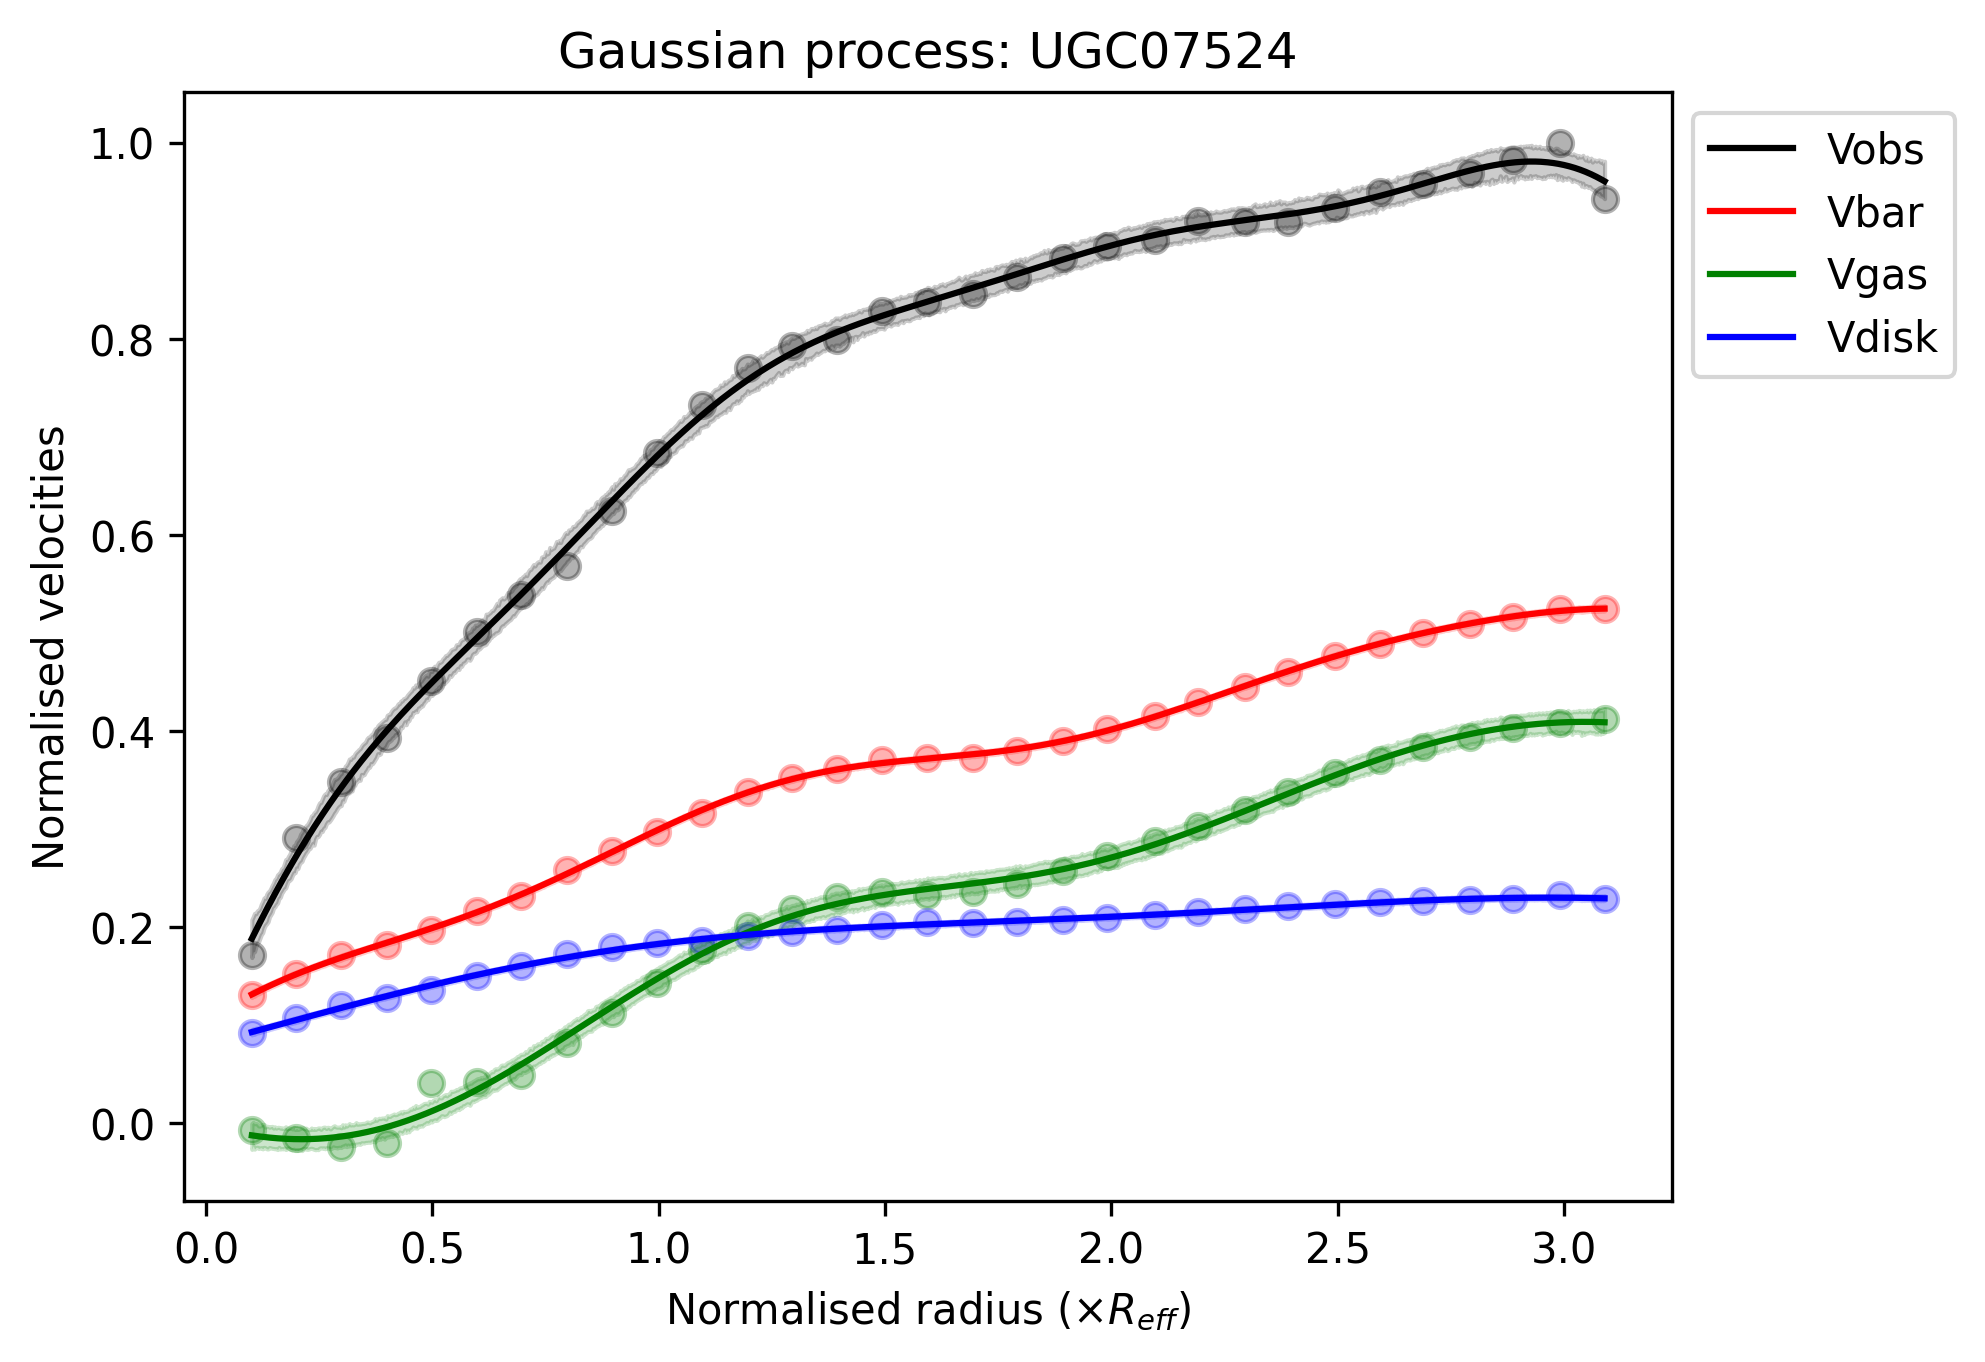 Gaussian process: UGC07524
Normalised velocities
1.0
0.8
0.6
0.4
0.2
0.0
0.0 0.5 1.0 1.5 2.0 2.5 3.0
Normalised radius (×R_eff)
Vobs
Vbar
Vgas
Vdisk